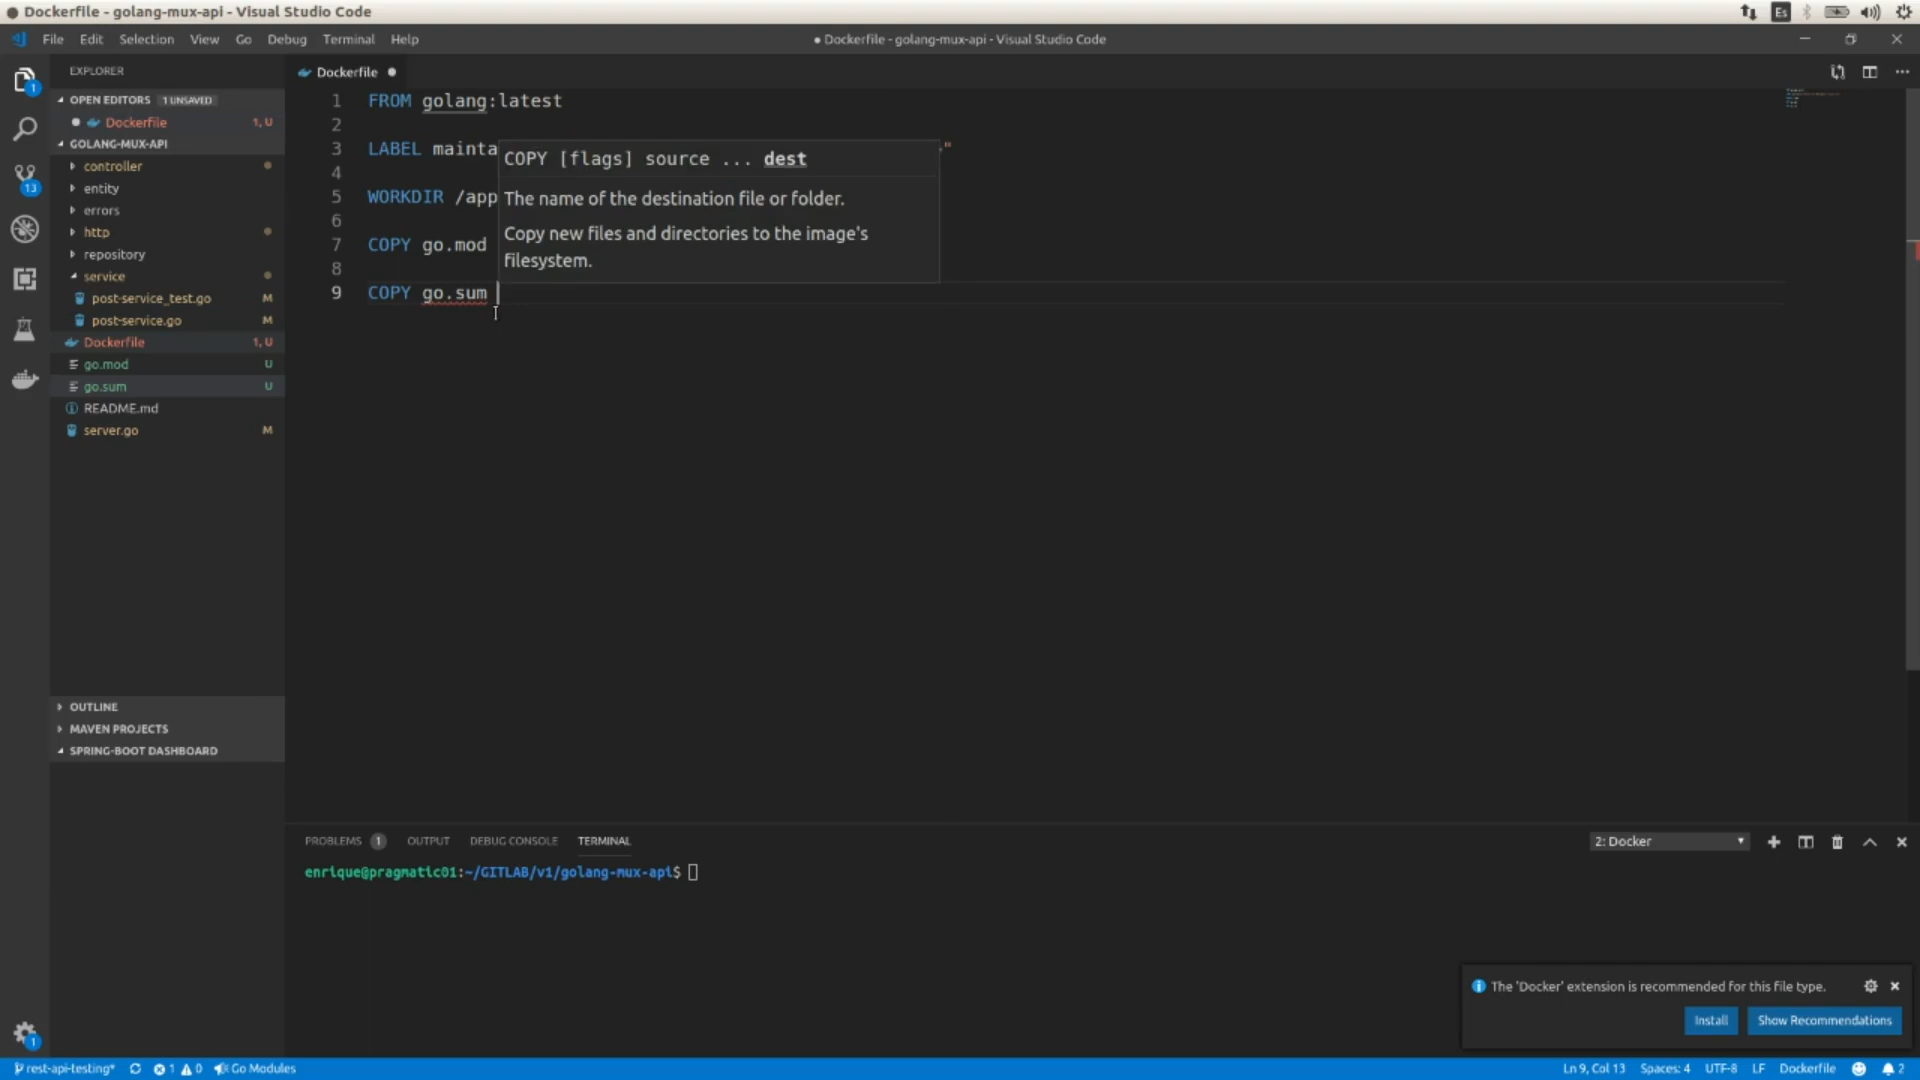 Dockerfile - golang-mux-api - Visual Studio Code
Es
File Edit Selection View Go Debug Terminal Help
● Dockerfile - golang-mux-api - Visual Studio Code
EXPLORER
OPEN EDITORS 1 UNSAVED
Dockerfile 1, U
GOLANG-MUX-API
controller
entity
errors
http
repository
service
post-service_test.go M
post-service.go M
Dockerfile 1, U
go.mod U
go.sum U
README.md
server.go M
OUTLINE
MAVEN PROJECTS
SPRING-BOOT DASHBOARD
1
13
1
Dockerfile ●
1 FROM golang:latest
2
3 LABEL mainta "
4
5 WORKDIR /app
6
7 COPY go.mod
8
9 COPY go.sum
COPY [flags] source ... dest
The name of the destination file or folder.
Copy new files and directories to the image's
filesystem.
PROBLEMS 1 OUTPUT DEBUG CONSOLE TERMINAL
2: Docker
enrique@pragmatic01:~/GITLAB/v1/golang-mux-api$
The 'Docker' extension is recommended for this file type.
Install Show Recommendations
rest-api-testing* 1 0 Go Modules
Ln 9, Col 13 Spaces: 4 UTF-8 LF Dockerfile 2